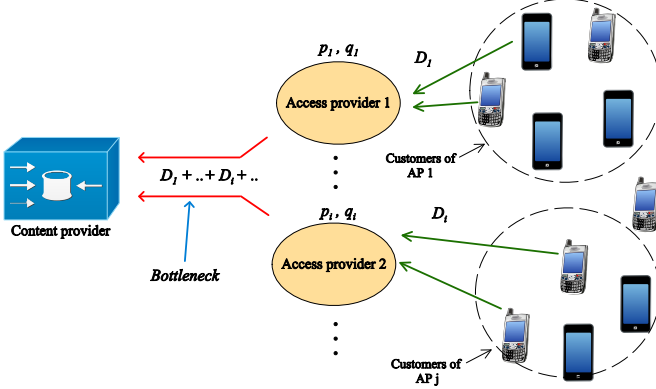 p1 , q1
D1
Access provider 1
Customers of
AP 1
D1 + ..+ Di + ..
pi , qi
Di
Content provider
Access provider 2
Bottleneck
Customers of
AP j